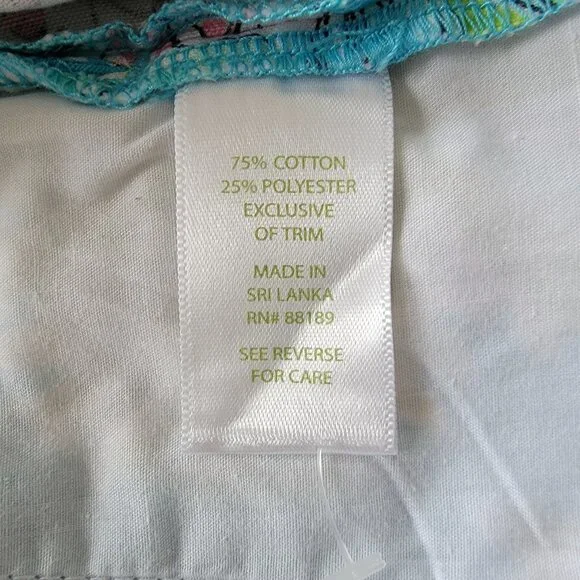 75% COTTON
25% POLYESTER
EXCLUSIVE
OF TRIM
MADE IN
SRI LANKA
RN# 88189
SEE REVERSE
FOR CARE